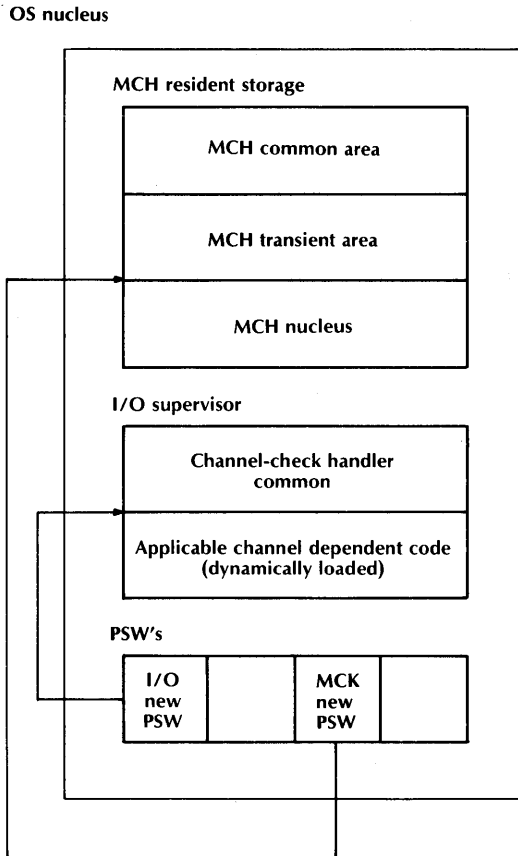 OS nucleus
MCH resident storage
MCH common area
MCH transient area
MCH nucleus
I/O supervisor
Channel-check handler
common
Applicable channel dependent code
(dynamically loaded)
PSW's
I/O
new
PSW
MCK
new
PSW